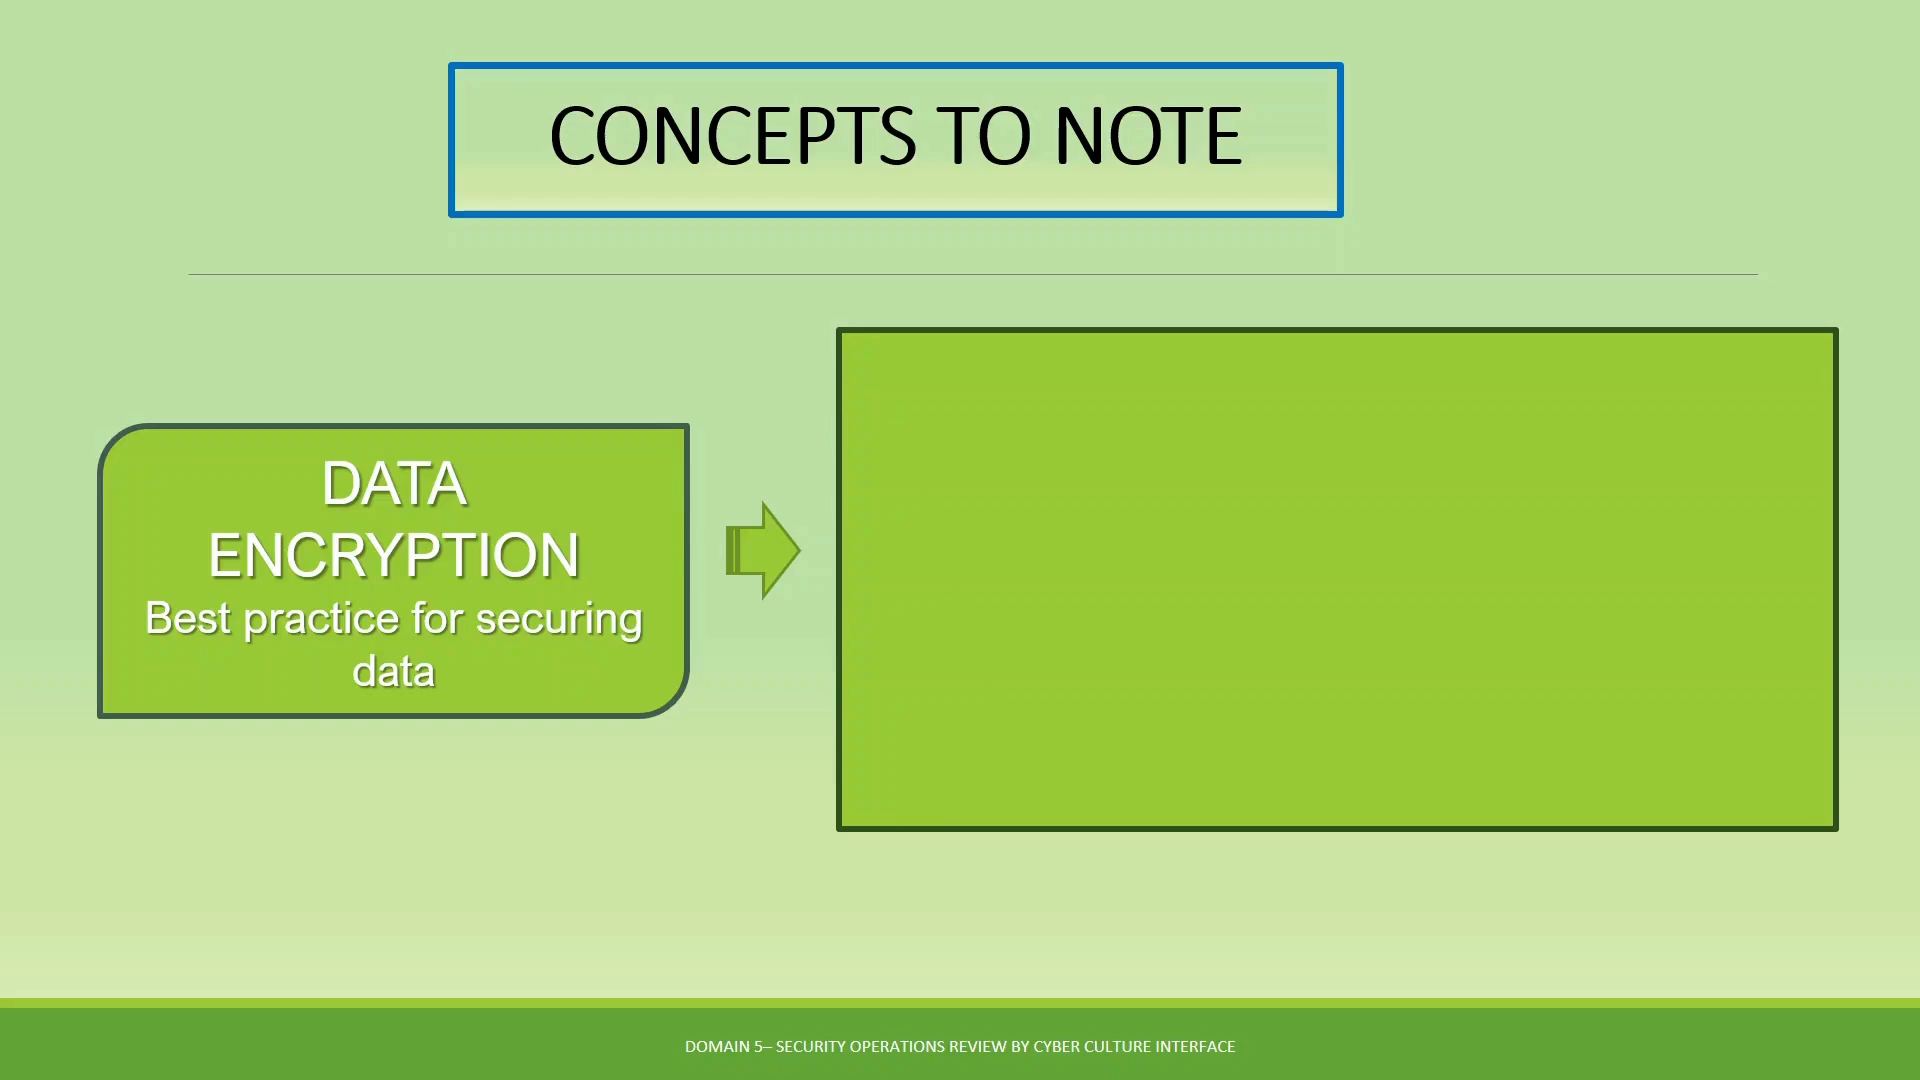 CONCEPTS TO NOTE
DATA
ENCRYPTION
Best practice for securing
data
DOMAIN 5– SECURITY OPERATIONS REVIEW BY CYBER CULTURE INTERFACE